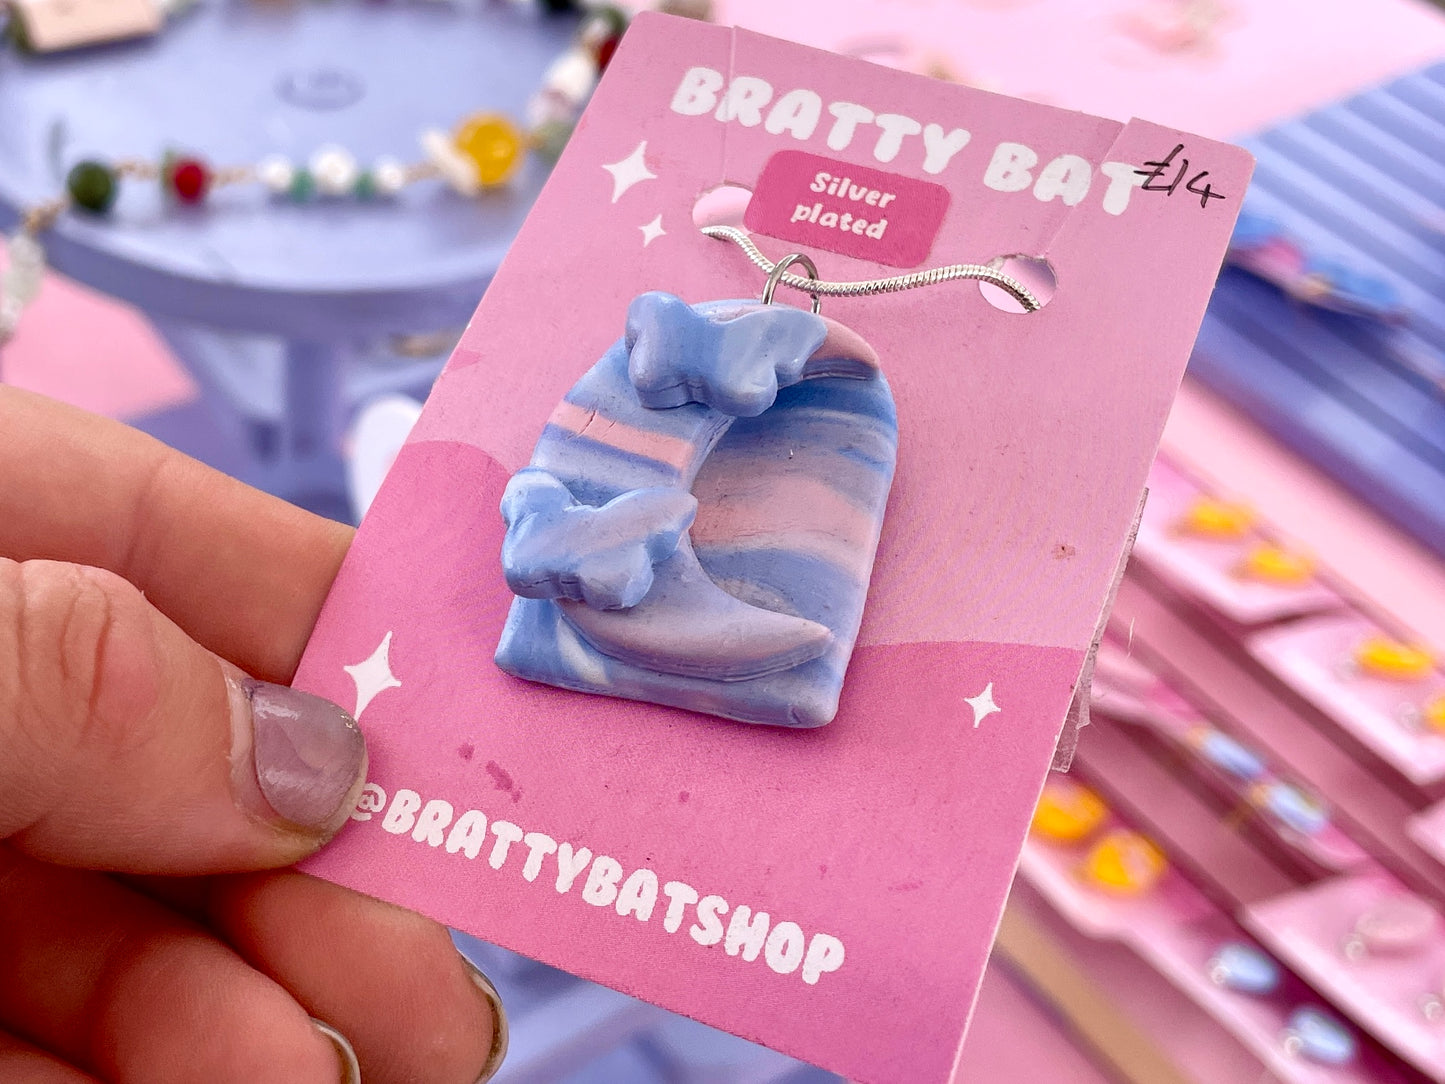 BRATTY BAT
£14
Silver
plated
@BRATTYBATSHOP